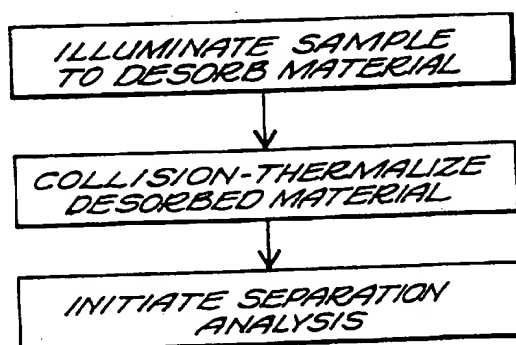 ILLUMINATE SAMPLE
TO DESORB MATERIAL
COLLISION-THERMALIZE
DESORBED MATERIAL
INITIATE SEPARATION
ANALYSIS